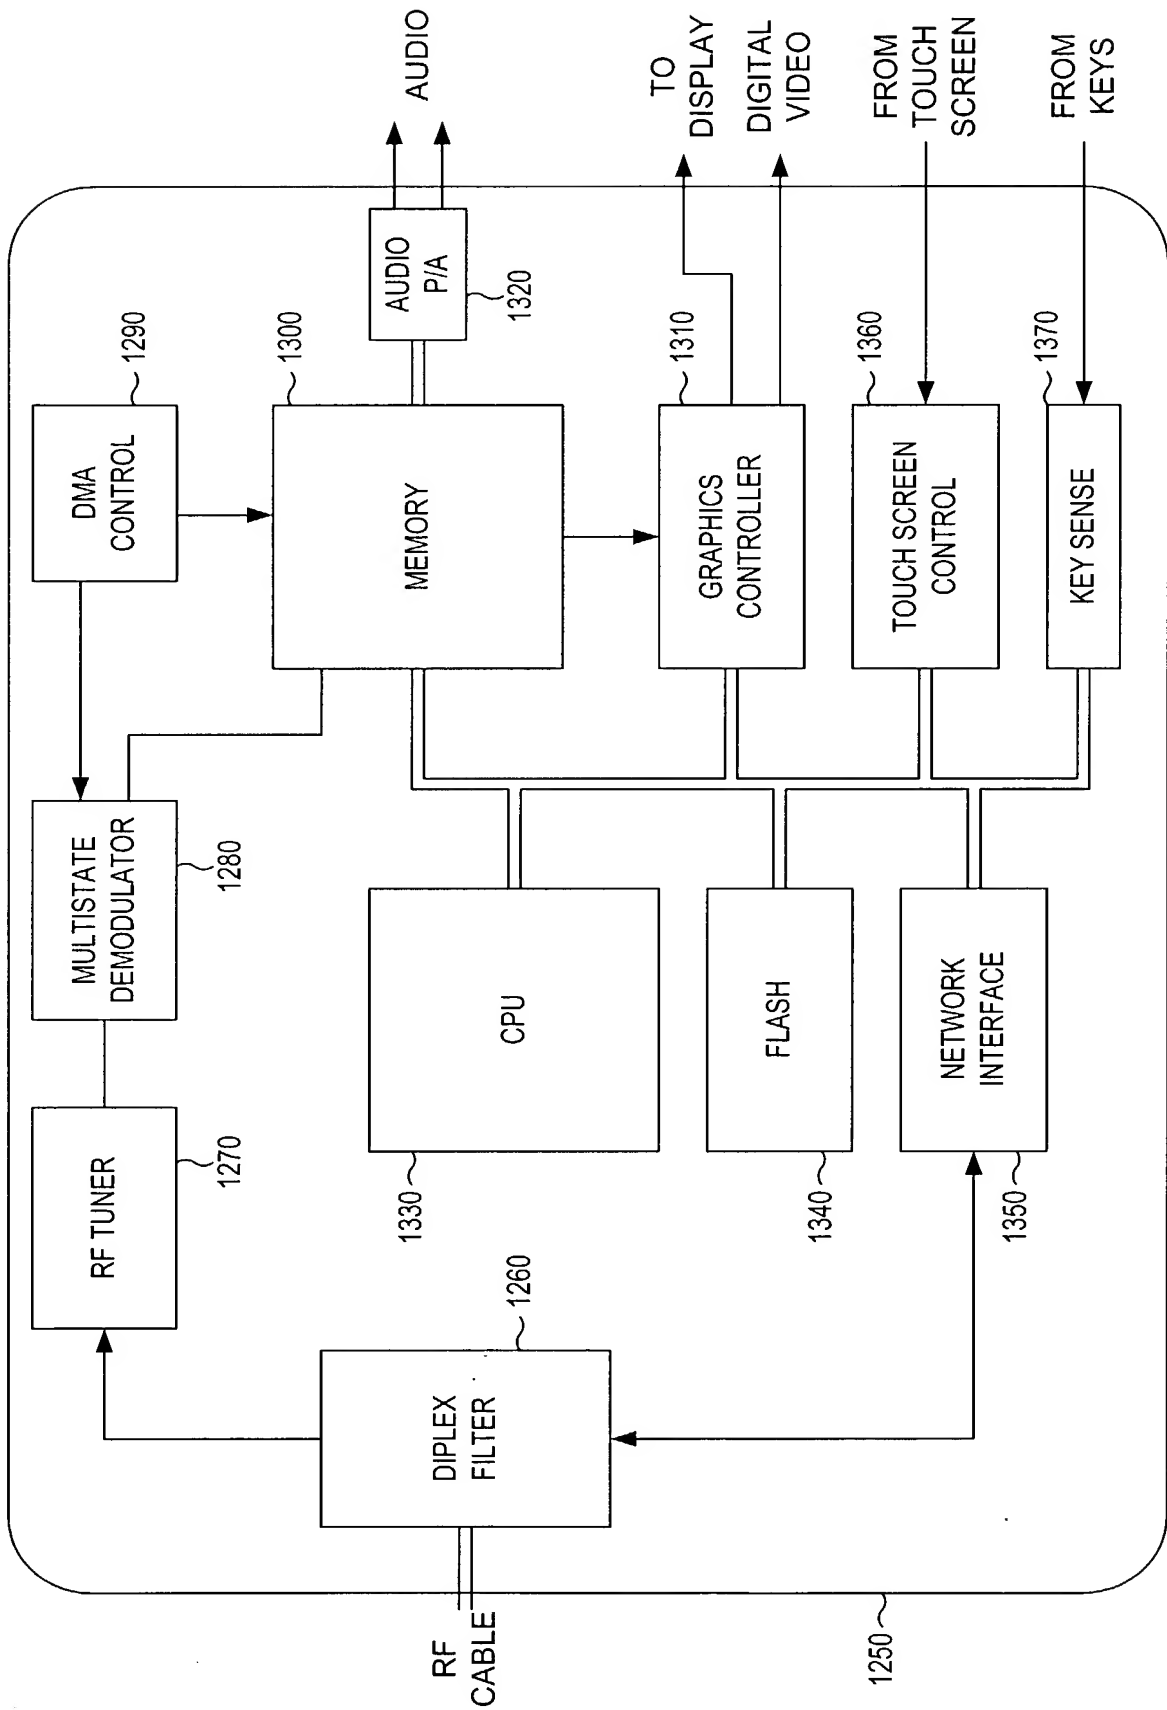 RF TUNER
1270
MULTISTATE
DEMODULATOR
1280
DMA
CONTROL
1290
DIPLEX
FILTER
1260
RF
CABLE
MEMORY
1300
AUDIO
P/A
1320
AUDIO
CPU
1330
GRAPHICS
CONTROLLER
1310
TO
DISPLAY
DIGITAL
VIDEO
FLASH
1340
TOUCH SCREEN
CONTROL
1360
FROM
TOUCH
SCREEN
NETWORK
INTERFACE
1350
KEY SENSE
1370
FROM
KEYS
1250